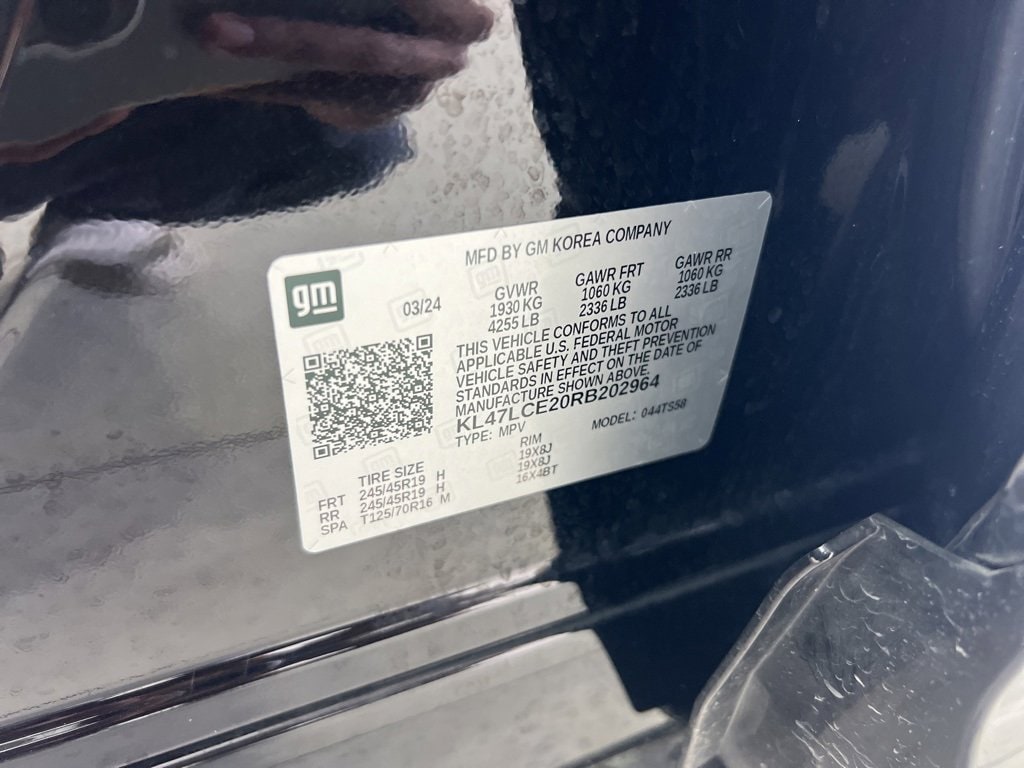 MFD BY GM KOREA COMPANY
gm
03/24
GVWR GAWR FRT GAWR RR
1930 KG 1060 KG 1060 KG
4255 LB 2336 LB 2336 LB
THIS VEHICLE CONFORMS TO ALL
APPLICABLE U.S. FEDERAL MOTOR
VEHICLE SAFETY AND THEFT PREVENTION
STANDARDS IN EFFECT ON THE DATE OF
MANUFACTURE SHOWN ABOVE.
KL47LCE20RB202964
TYPE: MPV MODEL: 044TS58
TIRE SIZE RIM
FRT 245/45R19 H 19X8J
RR 245/45R19 H 19X8J
SPA T125/70R16 M 16X4BT